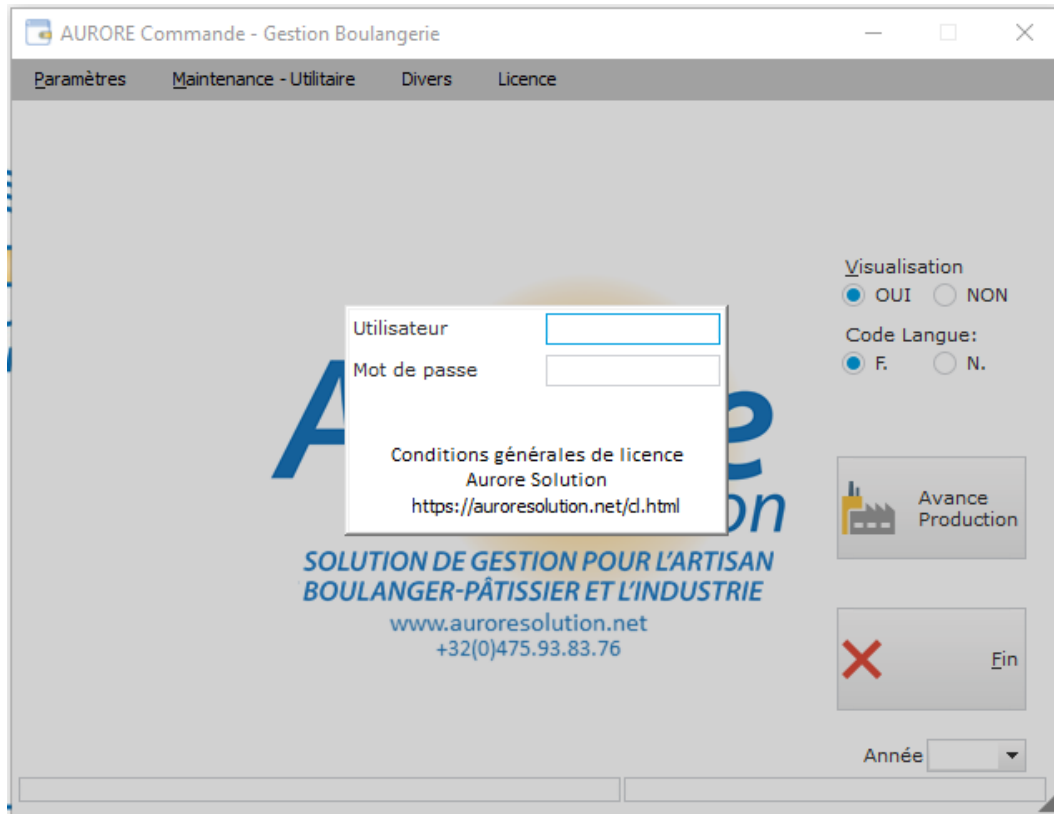 AURORE Commande - Gestion Boulangerie
Paramètres Maintenance - Utilitaire Divers Licence
Visualisation
OUI NON
Code Langue:
F. N.
Utilisateur
Mot de passe
Conditions générales de licence
Aurore Solution
https://auroresolution.net/cl.html
SOLUTION DE GESTION POUR L'ARTISAN
BOULANGER-PÂTISSIER ET L'INDUSTRIE
www.auroresolution.net
+32(0)475.93.83.76
Avance
Production
Fin
Année